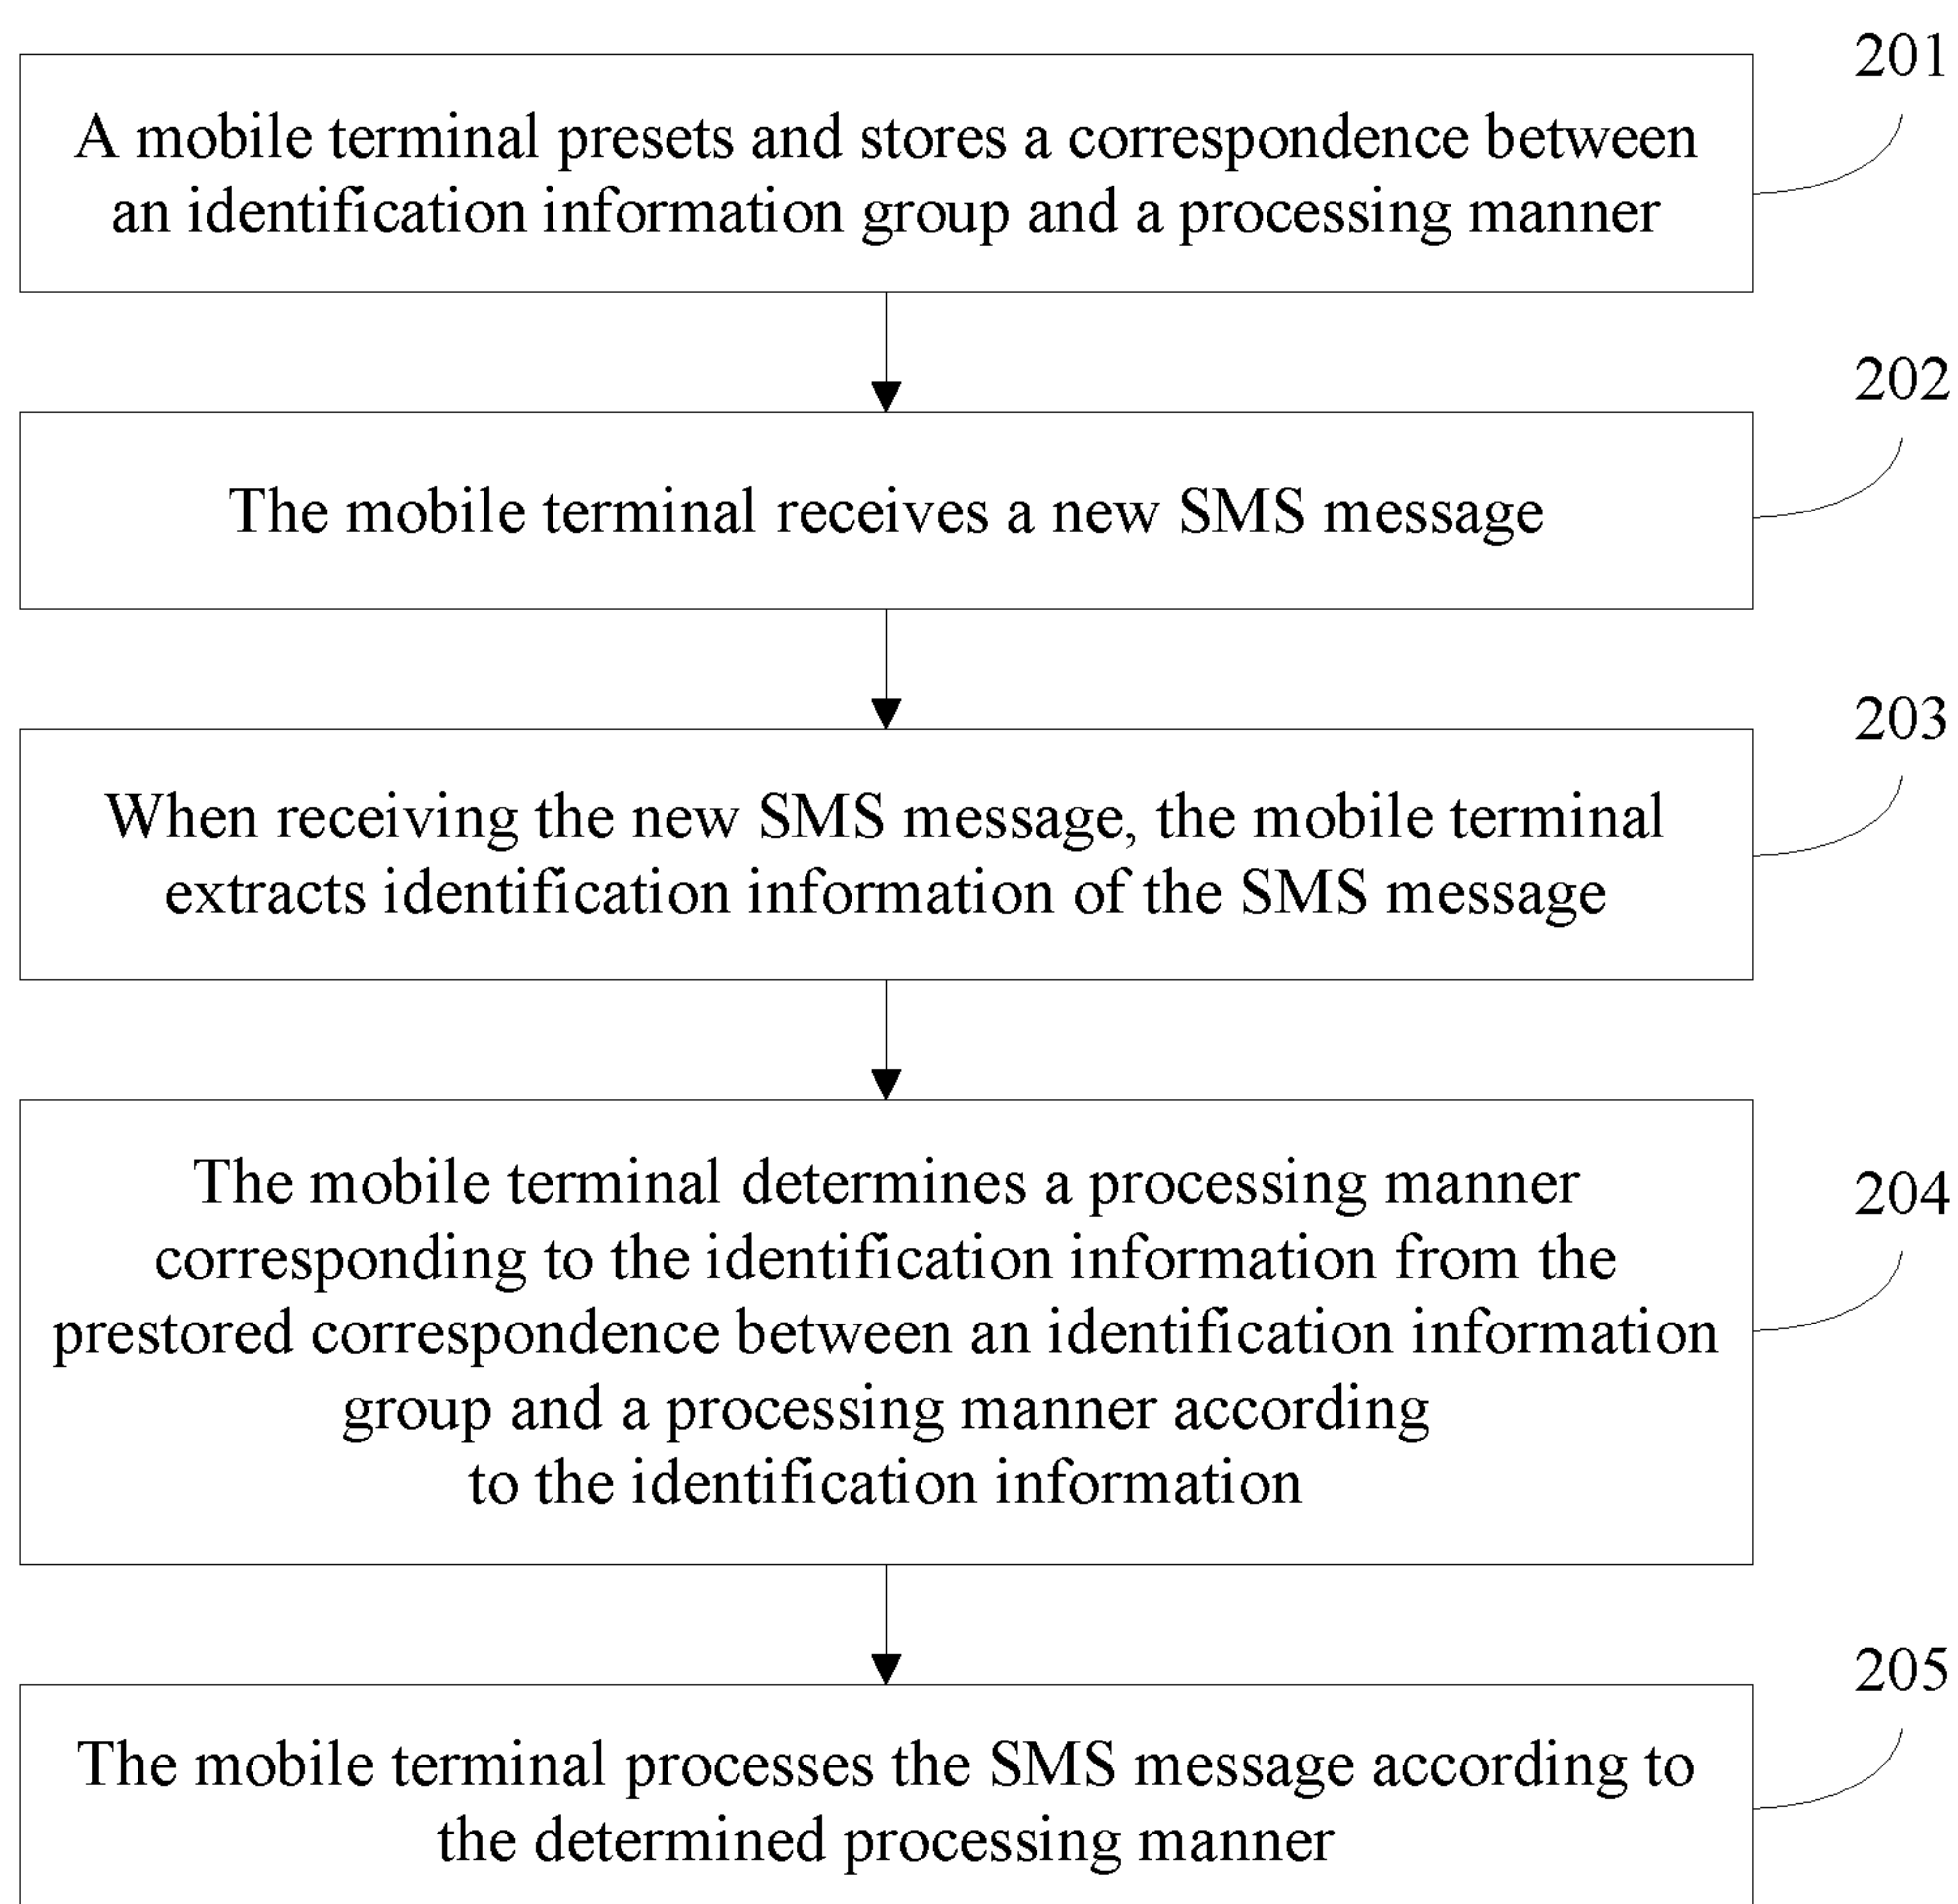 201
A mobile terminal presets and stores a correspondence between
an identification information group and a processing manner
202
The mobile terminal receives a new SMS message
203
When receiving the new SMS message, the mobile terminal
extracts identification information of the SMS message
204
The mobile terminal determines a processing manner
corresponding to the identification information from the
prestored correspondence between an identification information
group and a processing manner according
to the identification information
205
The mobile terminal processes the SMS message according to
the determined processing manner